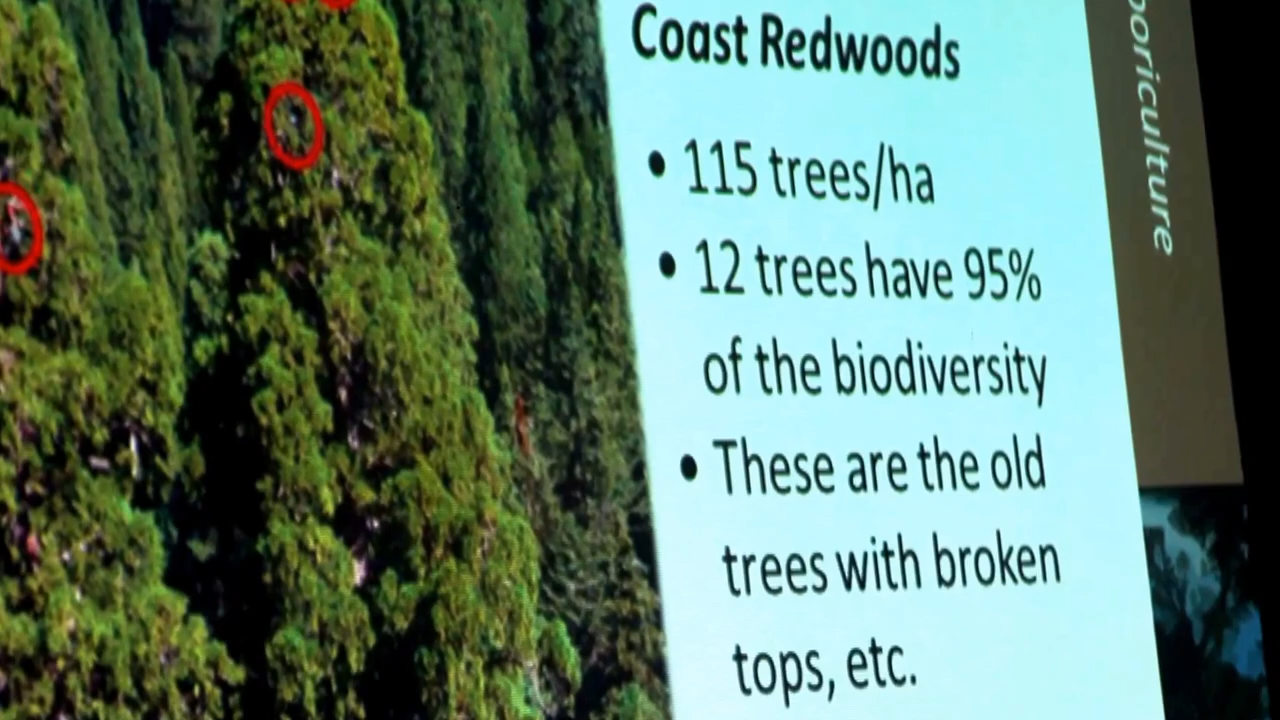 Coast Redwoods
• 115 trees/ha
• 12 trees have 95%
of the biodiversity
• These are the old
trees with broken
tops, etc.
ooriculture